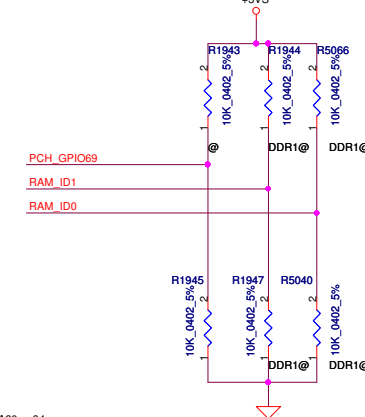 +3VS
R1943
R1944
R5066
2
2
2
10K_0402_5%
10K_0402_5%
10K_0402_5%
1
1
1
@
DDR1@
DDR1@
PCH_GPIO69
RAM_ID1
RAM_ID0
R1945
R1947
R5040
2
2
2
10K_0402_5%
10K_0402_5%
10K_0402_5%
1
1
1
DDR1@
DDR1@